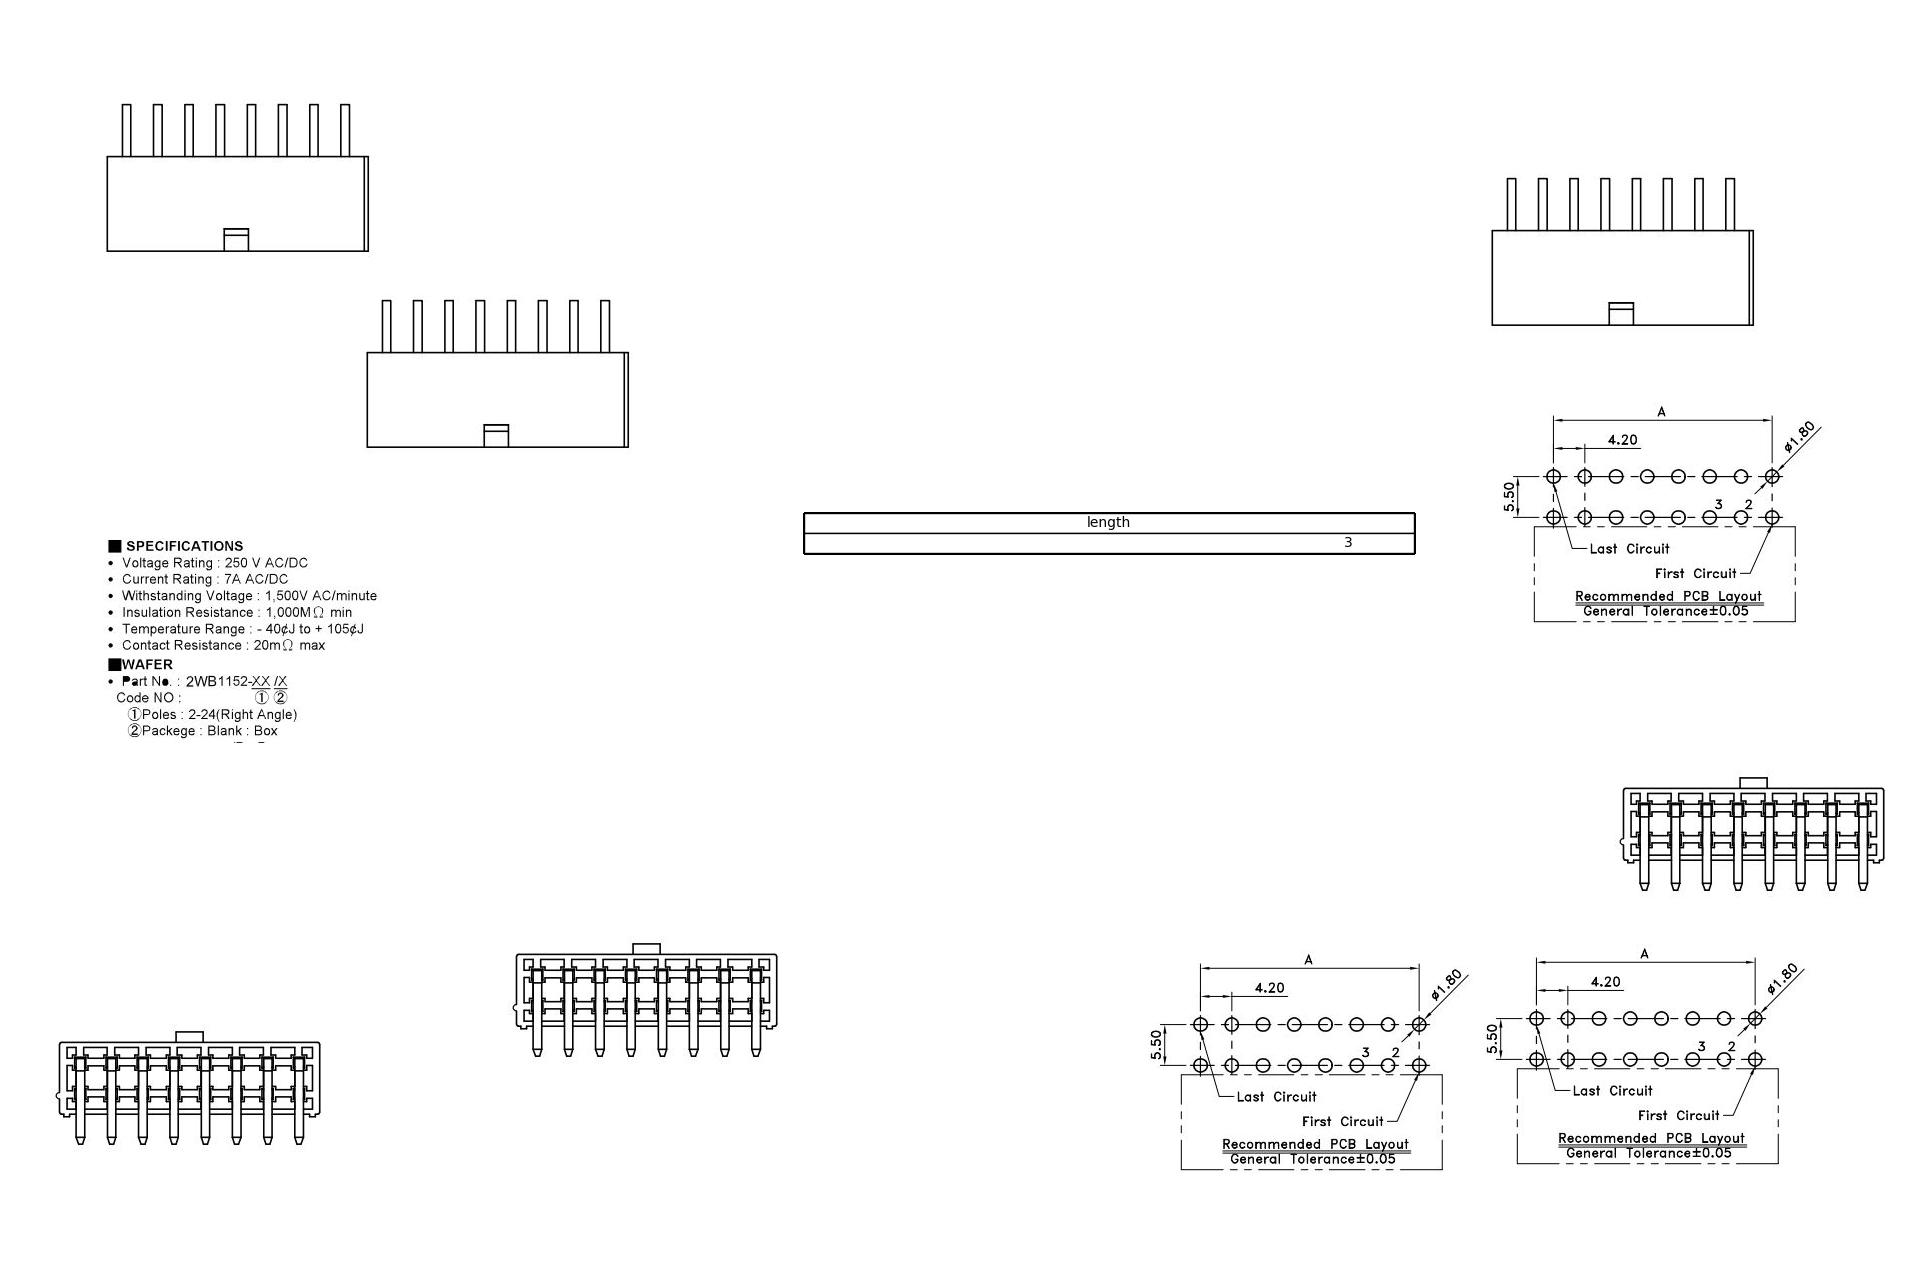 A
4.20
ø1.80
5.50
3 2
Last Circuit
First Circuit
Recommended PCB Layout
General Tolerance±0.05
length
3
■ SPECIFICATIONS
• Voltage Rating : 250 V AC/DC
• Current Rating : 7A AC/DC
• Withstanding Voltage : 1,500V AC/minute
• Insulation Resistance : 1,000MΩ min
• Temperature Range : - 40¢J to + 105¢J
• Contact Resistance : 20mΩ max
■WAFER
• Part No. : 2WB1152-XX /X
Code NO : ① ②
①Poles : 2-24(Right Angle)
②Packege : Blank : Box
A
4.20
ø1.80
5.50
3 2
Last Circuit
First Circuit
Recommended PCB Layout
General Tolerance±0.05
A
4.20
ø1.80
5.50
3 2
Last Circuit
First Circuit
Recommended PCB Layout
General Tolerance±0.05